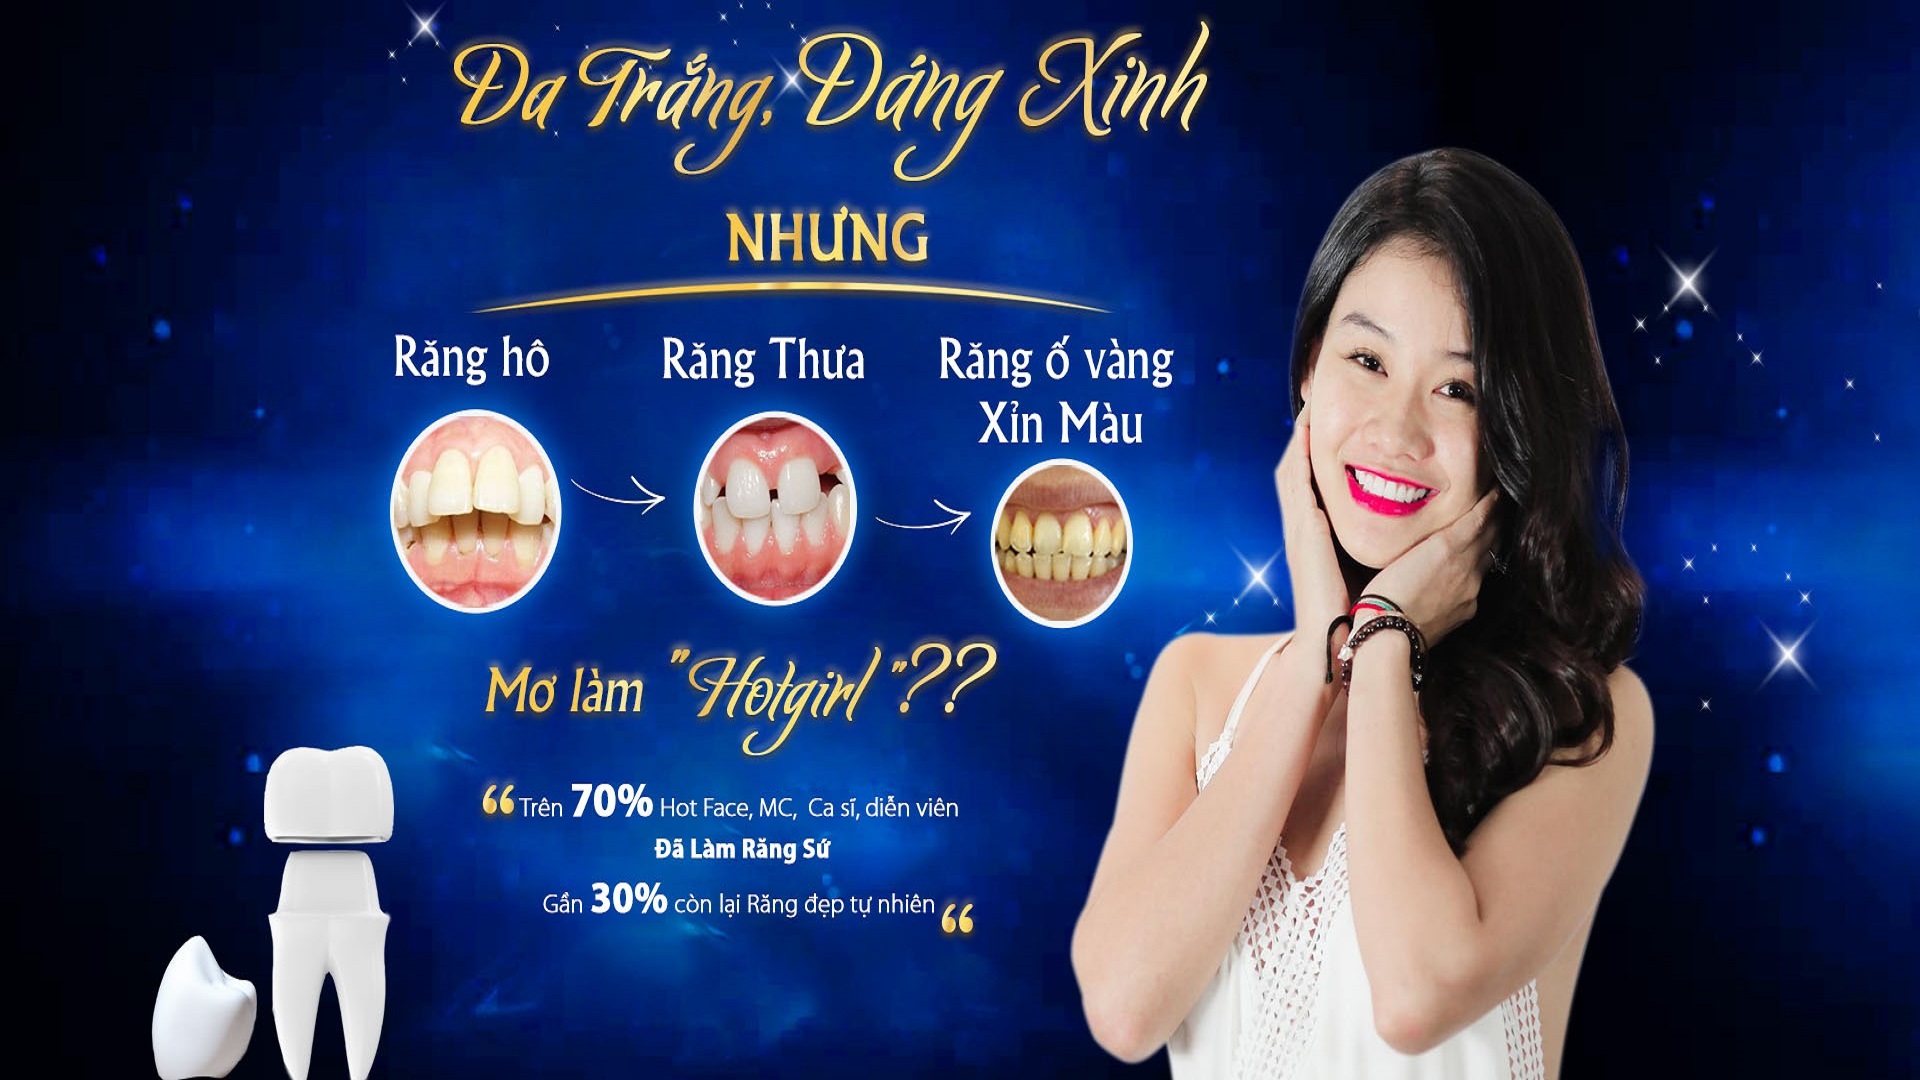 Đa Trắng, Dáng Xinh
NHƯNG
Răng hô
Răng Thưa
Răng ố vàng
Xỉn Màu
Mơ làm "Hotgirl"??
“ Trên 70% Hot Face, MC, Ca sĩ, diễn viên
Đã Làm Răng Sứ
Gần 30% còn lại Răng đẹp tự nhiên “